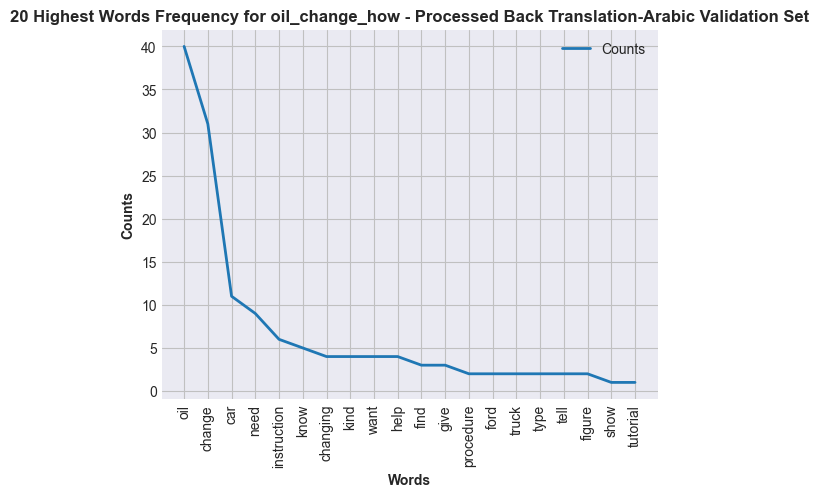 20 Highest Words Frequency for oil_change_how - Processed Back Translation-Arabic Validation Set
Counts
40
35
30
25
20
15
10
5
0
Counts
oil
change
car
need
instruction
know
changing
kind
want
help
find
give
procedure
ford
truck
type
tell
figure
show
tutorial
Words